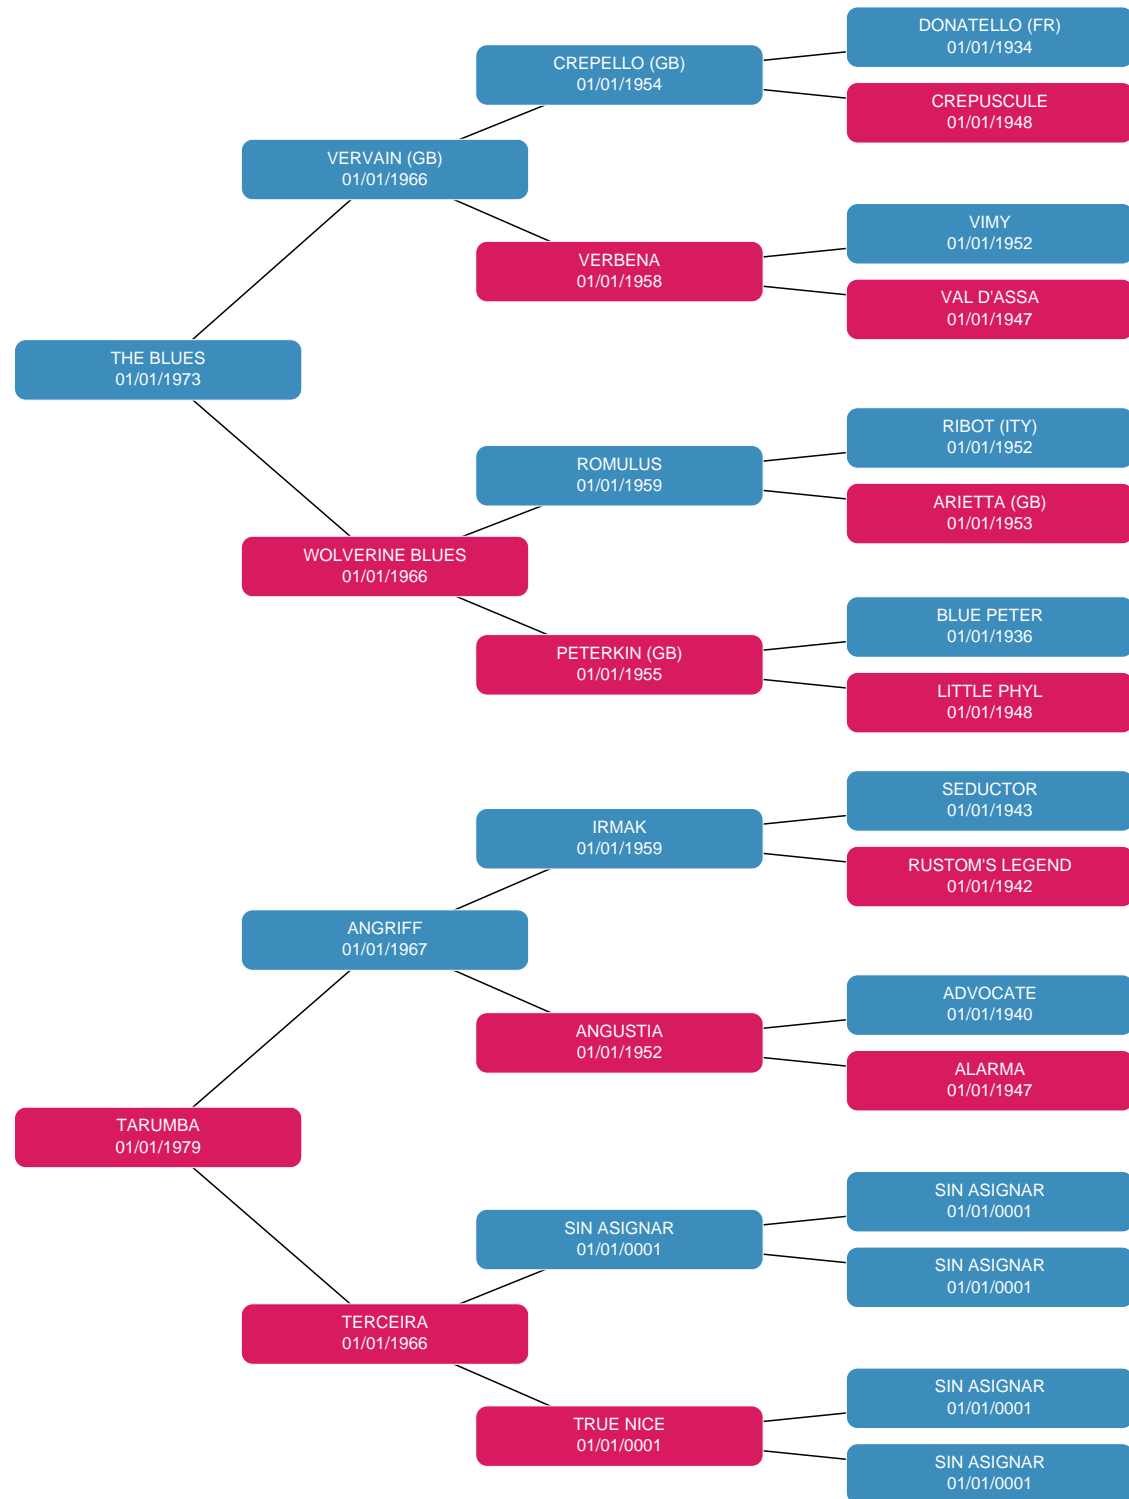 DONATELLO (FR)
01/01/1934
CREPELLO (GB)
01/01/1954
CREPUSCULE
01/01/1948
VERVAIN (GB)
01/01/1966
VIMY
01/01/1952
VERBENA
01/01/1958
VAL D'ASSA
01/01/1947
THE BLUES
01/01/1973
RIBOT (ITY)
01/01/1952
ROMULUS
01/01/1959
ARIETTA (GB)
01/01/1953
WOLVERINE BLUES
01/01/1966
BLUE PETER
01/01/1936
PETERKIN (GB)
01/01/1955
LITTLE PHYL
01/01/1948
SEDUCTOR
01/01/1943
IRMAK
01/01/1959
RUSTOM'S LEGEND
01/01/1942
ANGRIFF
01/01/1967
ADVOCATE
01/01/1940
ANGUSTIA
01/01/1952
ALARMA
01/01/1947
TARUMBA
01/01/1979
SIN ASIGNAR
01/01/0001
SIN ASIGNAR
01/01/0001
SIN ASIGNAR
01/01/0001
TERCEIRA
01/01/1966
SIN ASIGNAR
01/01/0001
TRUE NICE
01/01/0001
SIN ASIGNAR
01/01/0001